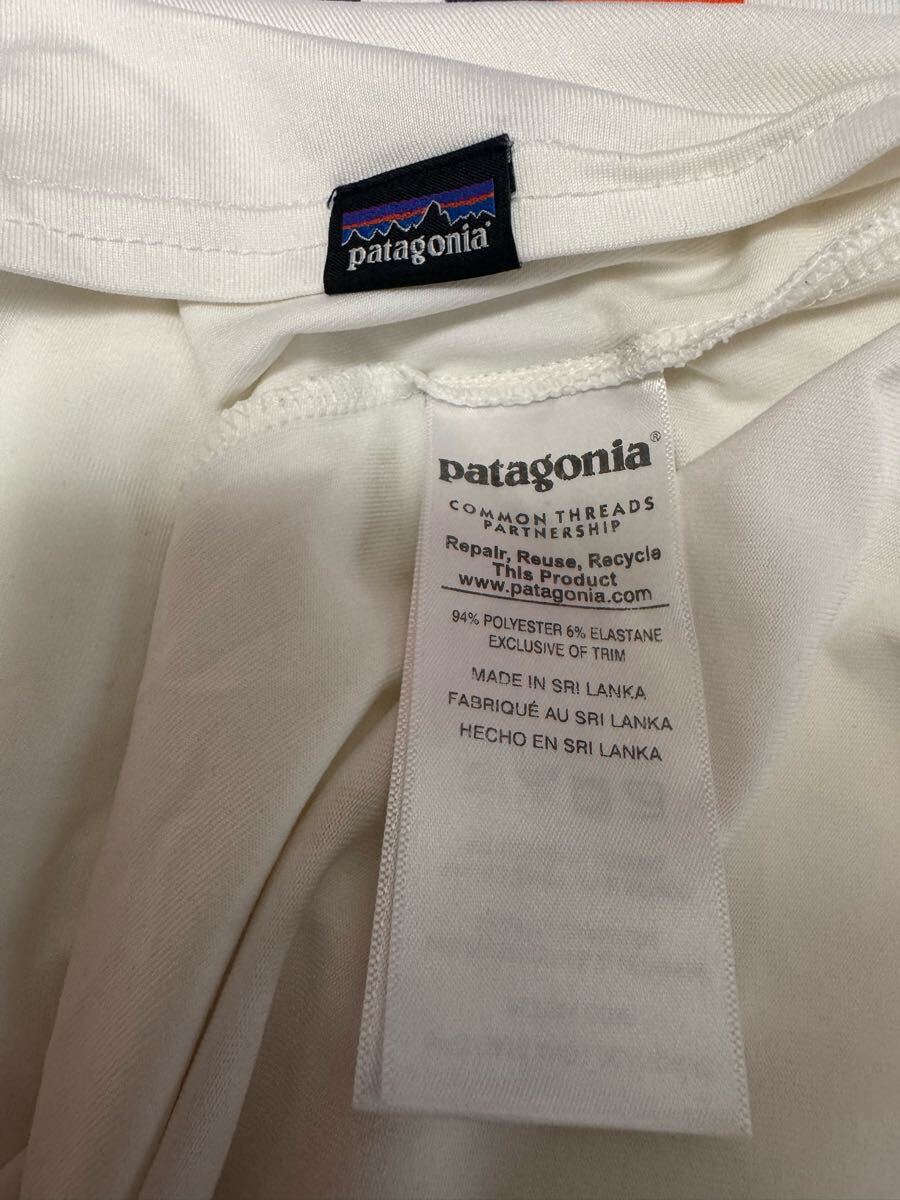 patagonia
patagonia®
COMMON THREADS
PARTNERSHIP
Repair, Reuse, Recycle
This Product
www.patagonia.com
94% POLYESTER 6% ELASTANE
EXCLUSIVE OF TRIM
MADE IN SRI LANKA
FABRIQUÉ AU SRI LANKA
HECHO EN SRI LANKA